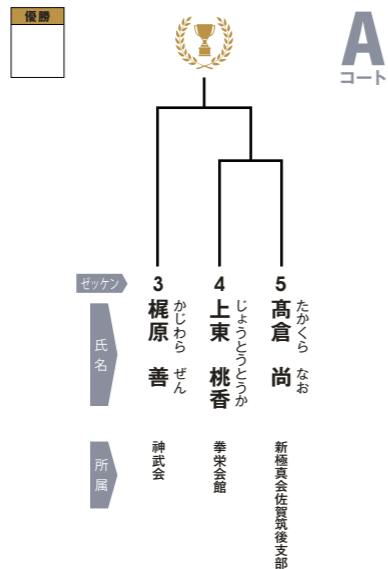 優勝
A
コート
ゼッケン
3
4
5
氏名
梶原 善
かじわら ぜん
上東 桃香
じょうとうとうか
髙倉 尚
たかくら なお
所属
神武会
拳栄会館
新極真会佐賀筑後支部